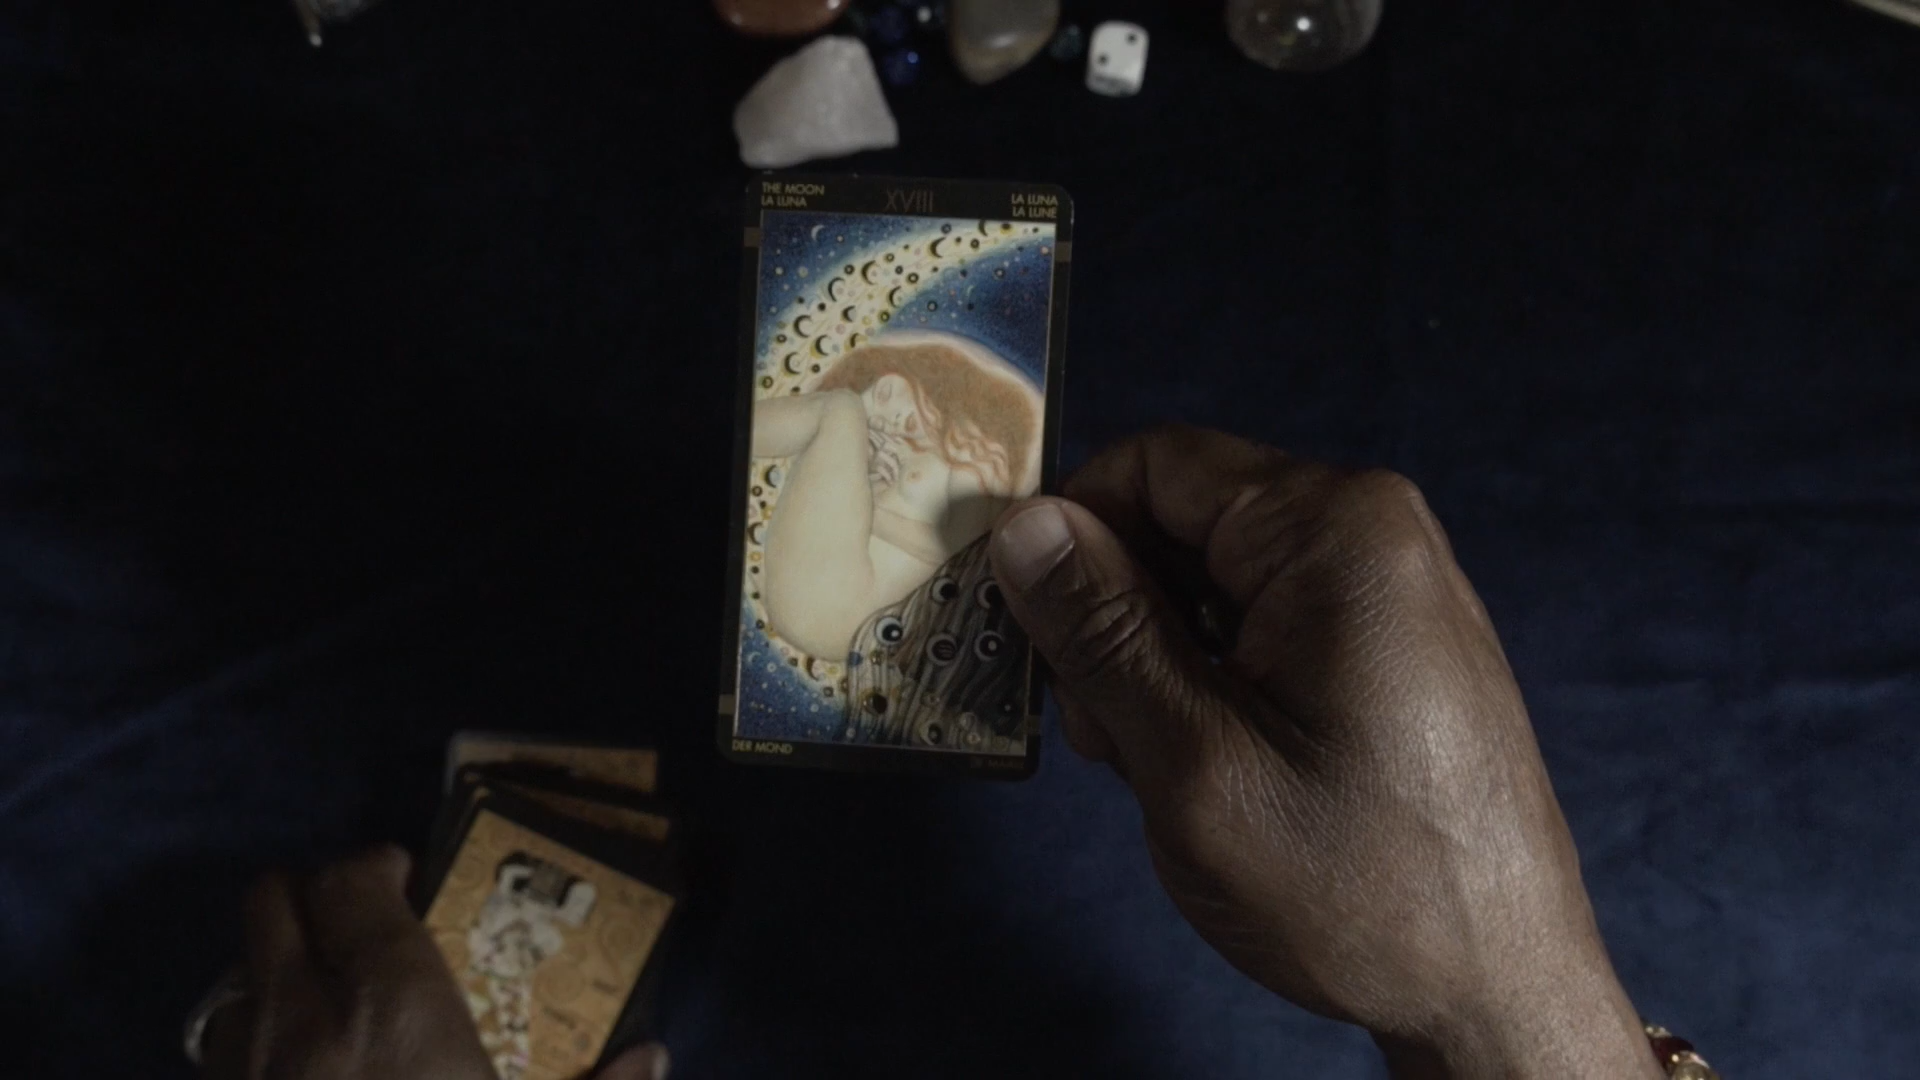 THE MOON
LA LUNA
XVIII
LA LUNA
LA LUNE
DER MOND